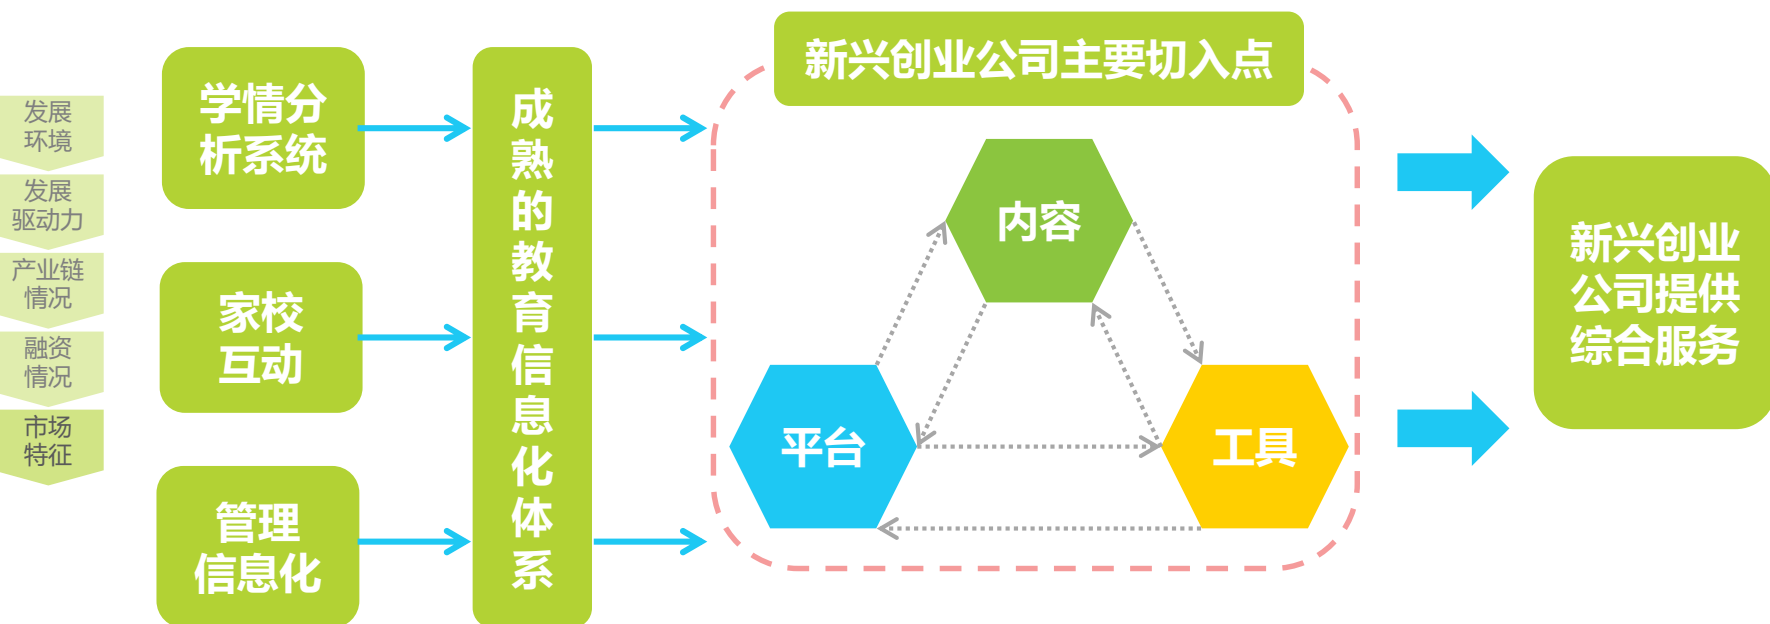 发展
环境
发展
驱动力
产业链
情况
融资
情况
市场
特征
学情分
析系统
家校
互动
管理
信息化
成
熟
的
教
育
信
息
化
体
系
新兴创业公司主要切入点
内容
平台
工具
新兴创业
公司提供
综合服务